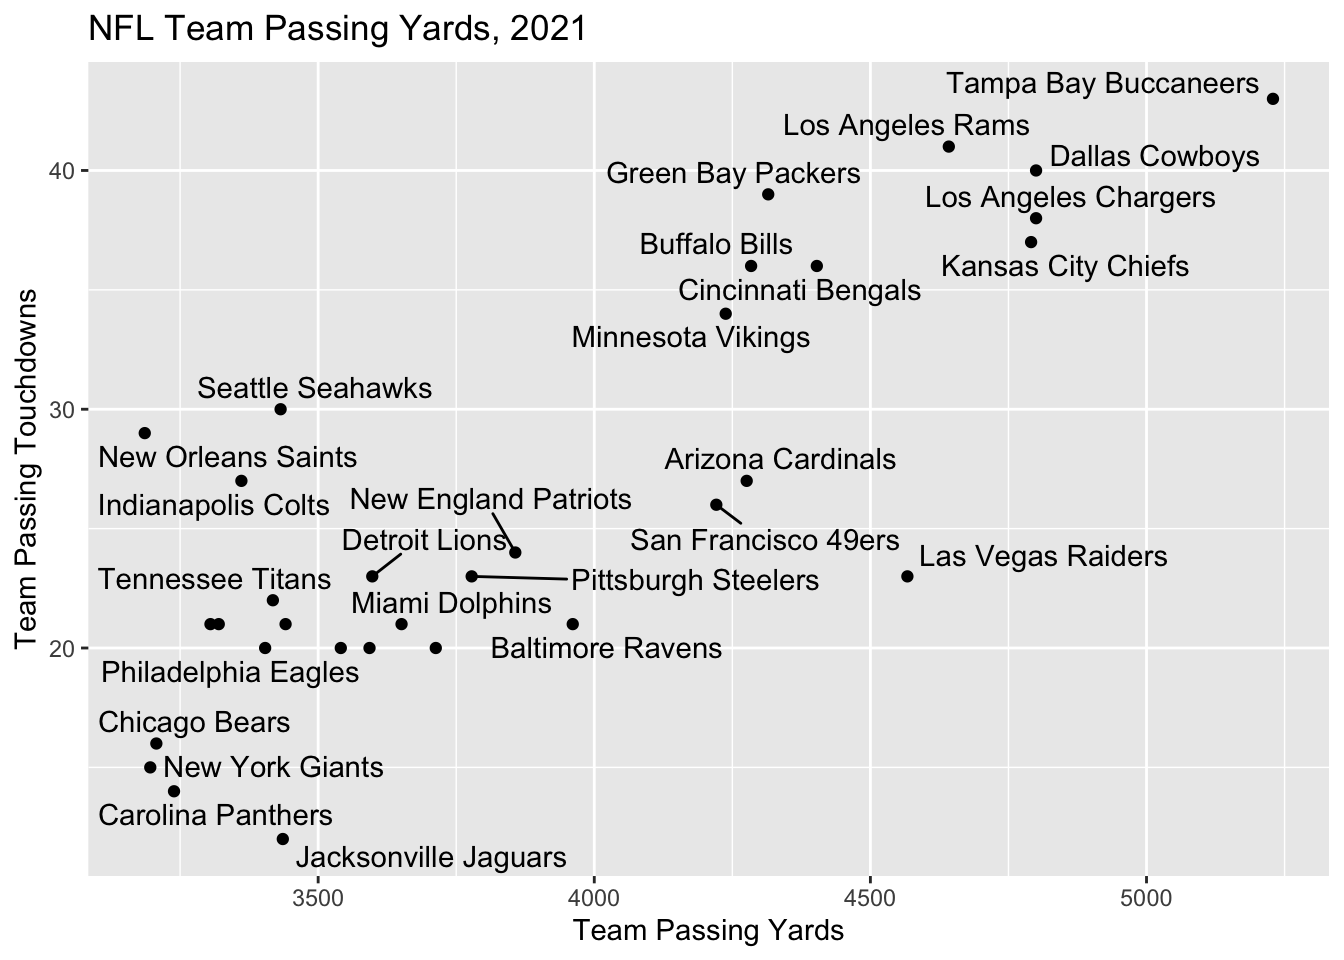 NFL Team Passing Yards, 2021
Tampa Bay Buccaneers
Los Angeles Rams
Dallas Cowboys
40
Green Bay Packers
Los Angeles Chargers
Buffalo Bills
Kansas City Chiefs
Cincinnati Bengals
Minnesota Vikings
Team Passing Touchdowns
Seattle Seahawks
30
New Orleans Saints
Arizona Cardinals
Indianapolis Colts
New England Patriots
Detroit Lions
San Francisco 49ers
Las Vegas Raiders
Tennessee Titans
Pittsburgh Steelers
Miami Dolphins
20
Baltimore Ravens
Philadelphia Eagles
Chicago Bears
New York Giants
Carolina Panthers
Jacksonville Jaguars
3500
4000
4500
5000
Team Passing Yards